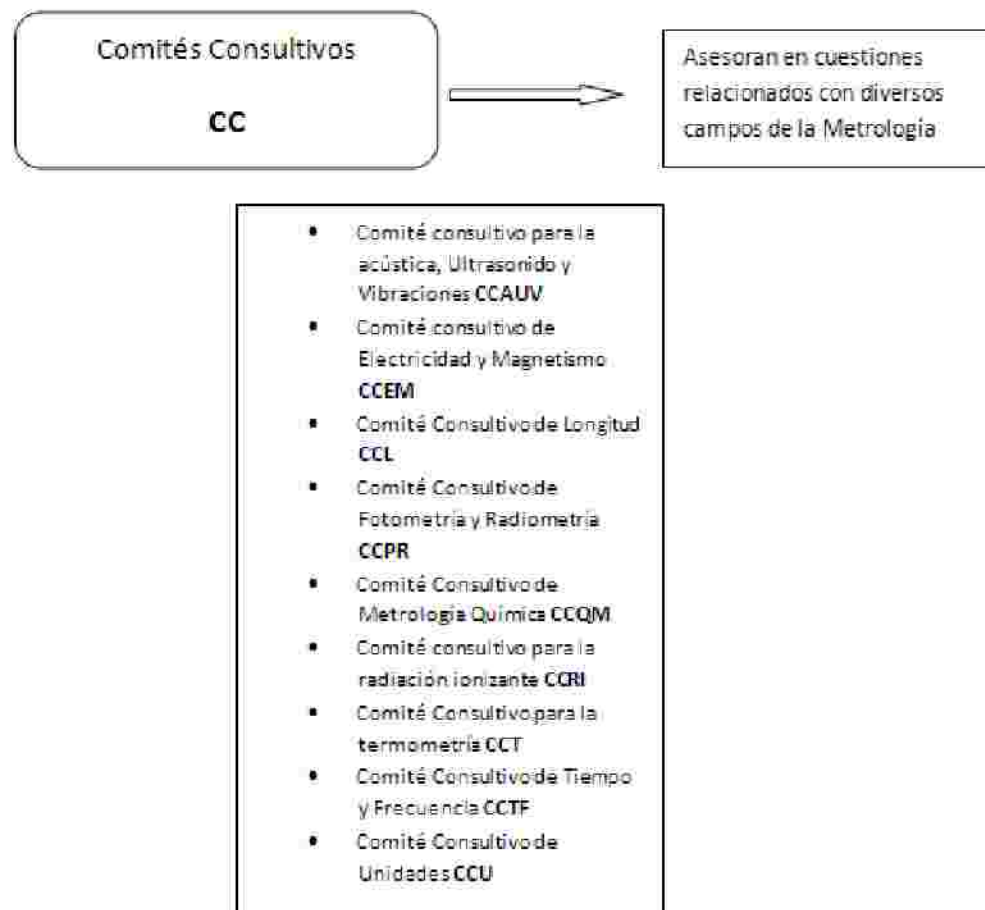 Comités Consultivos
CC
Asesoran en cuestiones
relacionados con diversos
campos de la Metrología
• Comité consultivo para la
acústica, Ultrasonido y
Vibraciones CCAUV
• Comité consultivo de
Electricidad y Magnetismo
CCEM
• Comité Consultivo de Longitud
CCL
• Comité Consultivo de
Fotometría y Radiometría
CCPR
• Comité Consultivo de
Metrología Química CCQM
• Comité consultivo para la
radiación ionizante CCRI
• Comité Consultivo para la
termometría CCT
• Comité Consultivo de Tiempo
y Frecuencia CCTF
• Comité Consultivo de
Unidades CCU